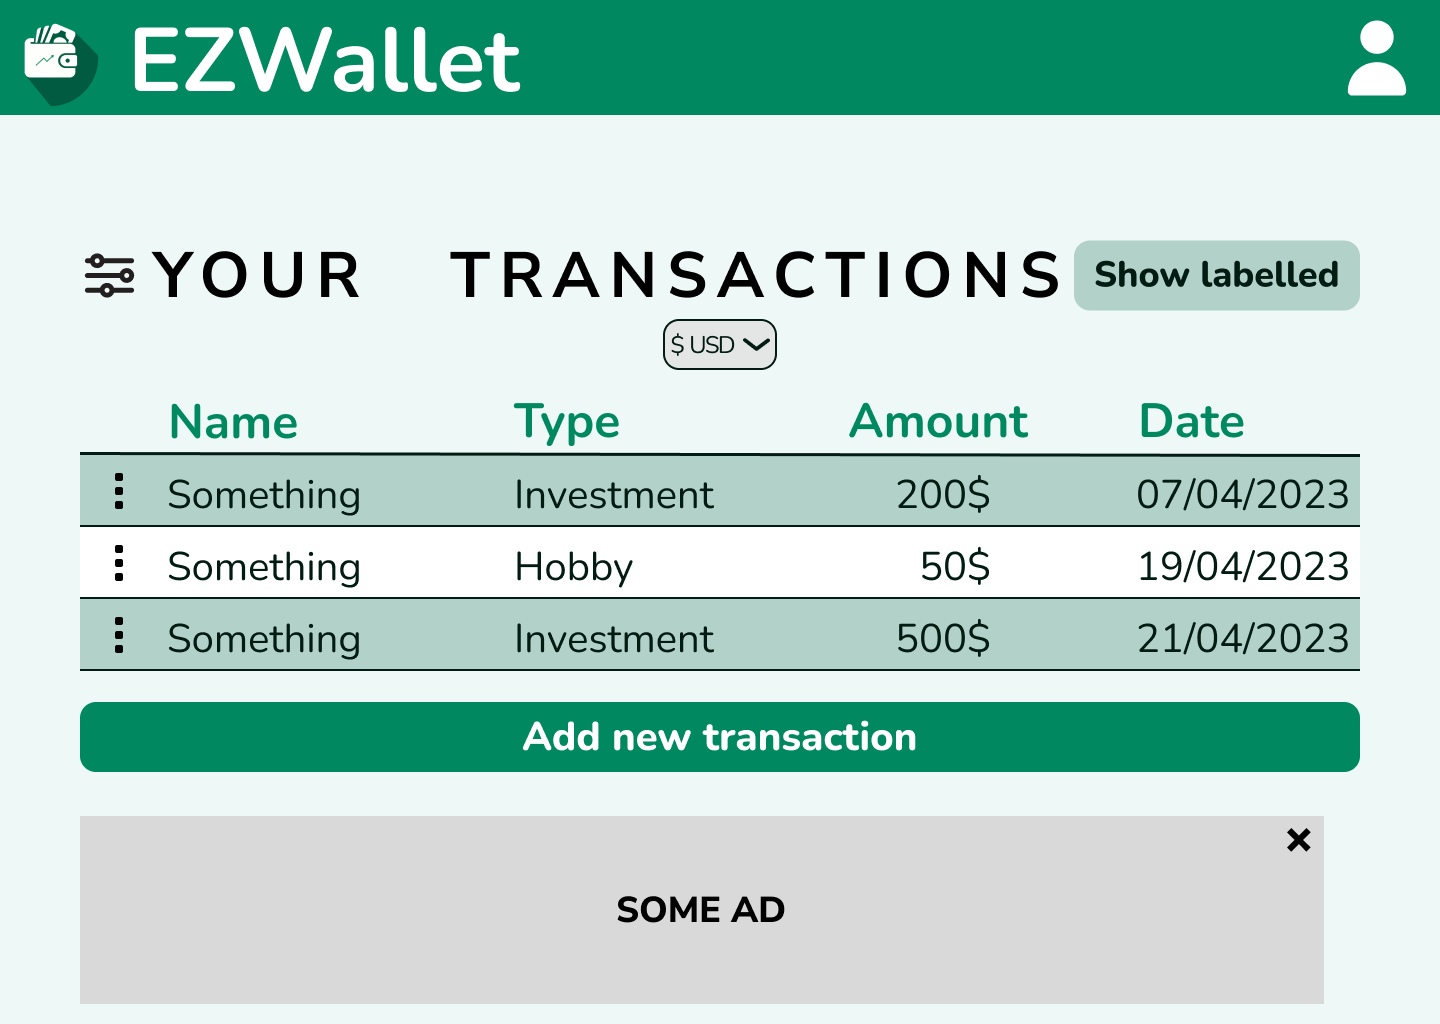 EZWallet
YOUR TRANSACTIONS
Show labelled
$ USD
Name Type Amount Date
Something Investment 200$ 07/04/2023
Something Hobby 50$ 19/04/2023
Something Investment 500$ 21/04/2023
Add new transaction
SOME AD